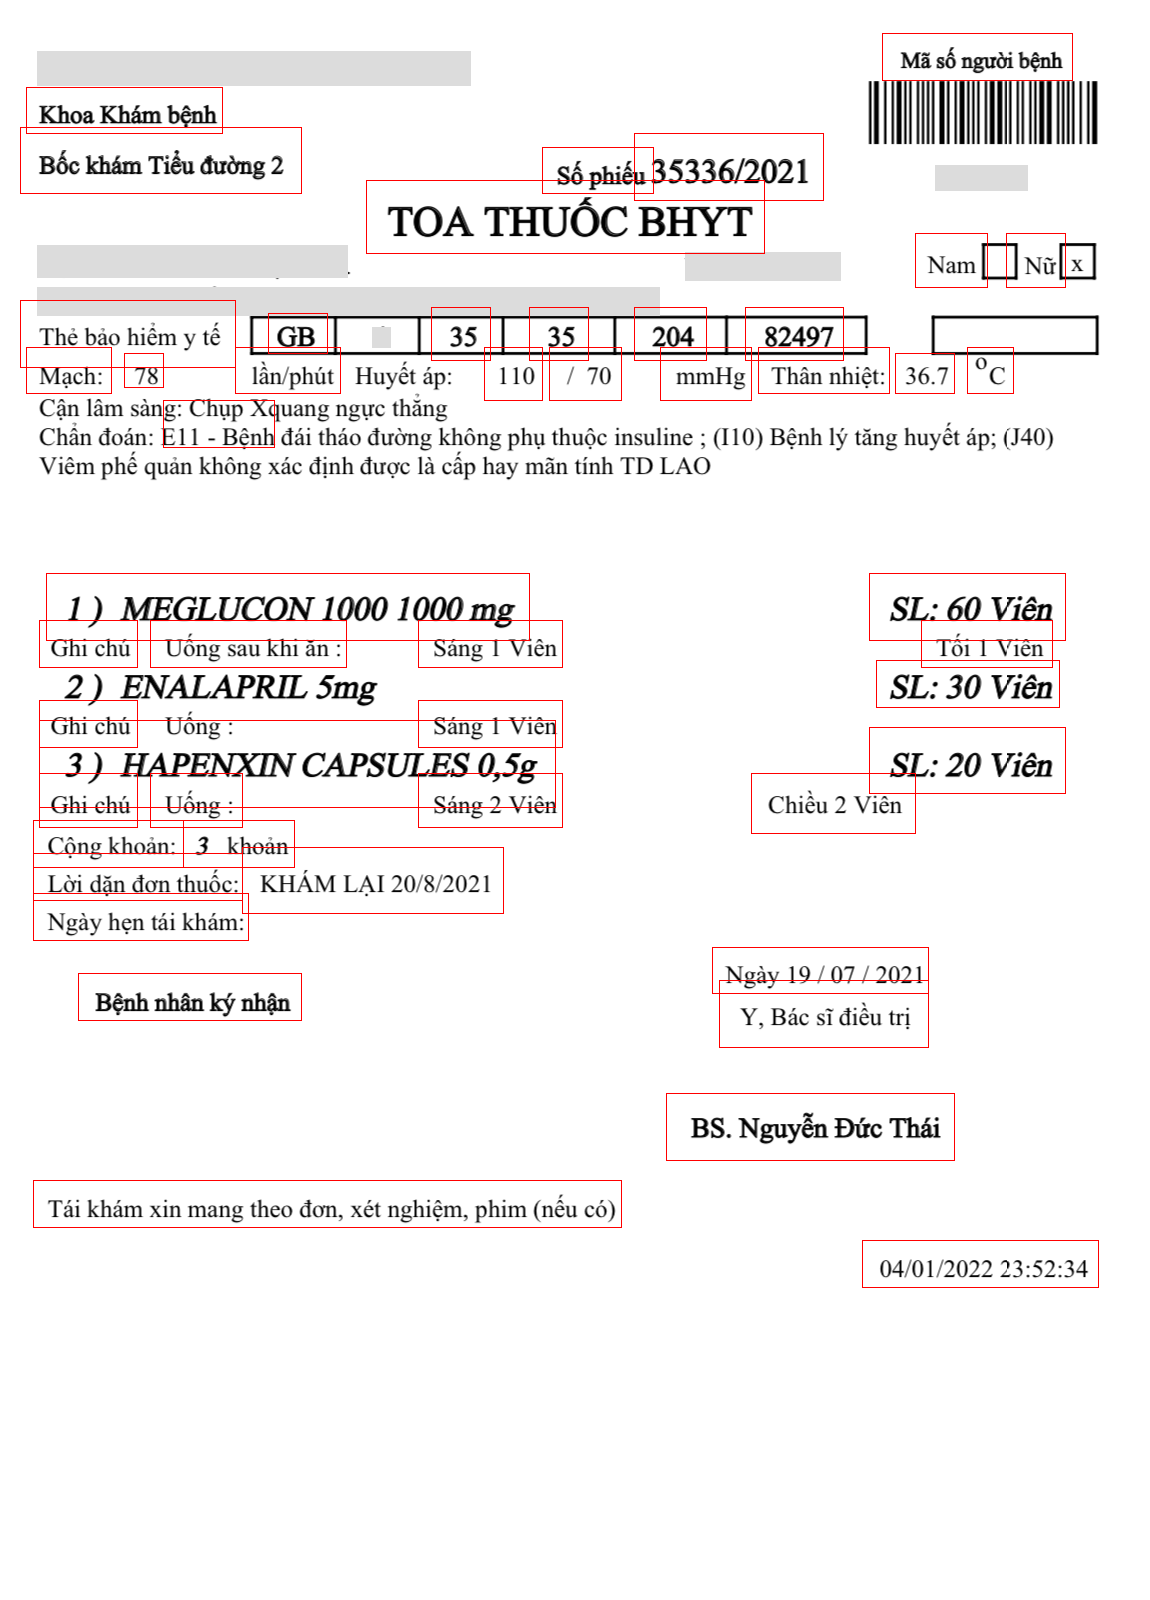 Mã số người bệnh
Khoa Khám bệnh
Bốc khám Tiểu đường 2
Số phiếu 35336/2021
TOA THUỐC BHYT
Nam Nữ x
Thẻ bảo hiểm y tế GB 35 35 204 82497
Mạch: 78 lần/phút Huyết áp: 110 / 70 mmHg Thân nhiệt: 36.7 °C
Cận lâm sàng: Chụp Xquang ngực thẳng
Chẩn đoán: E11 - Bệnh đái tháo đường không phụ thuộc insuline ; (I10) Bệnh lý tăng huyết áp; (J40)
Viêm phế quản không xác định được là cấp hay mãn tính TD LAO
1 ) MEGLUCON 1000 1000 mg SL: 60 Viên
Ghi chú Uống sau khi ăn : Sáng 1 Viên Tối 1 Viên
2 ) ENALAPRIL 5mg SL: 30 Viên
Ghi chú Uống : Sáng 1 Viên
3 ) HAPENXIN CAPSULES 0,5g SL: 20 Viên
Ghi chú Uống : Sáng 2 Viên Chiều 2 Viên
Cộng khoản: 3 khoản
Lời dặn đơn thuốc: KHÁM LẠI 20/8/2021
Ngày hẹn tái khám:
Ngày 19 / 07 / 2021
Bệnh nhân ký nhận
Y, Bác sĩ điều trị
BS. Nguyễn Đức Thái
Tái khám xin mang theo đơn, xét nghiệm, phim (nếu có)
04/01/2022 23:52:34